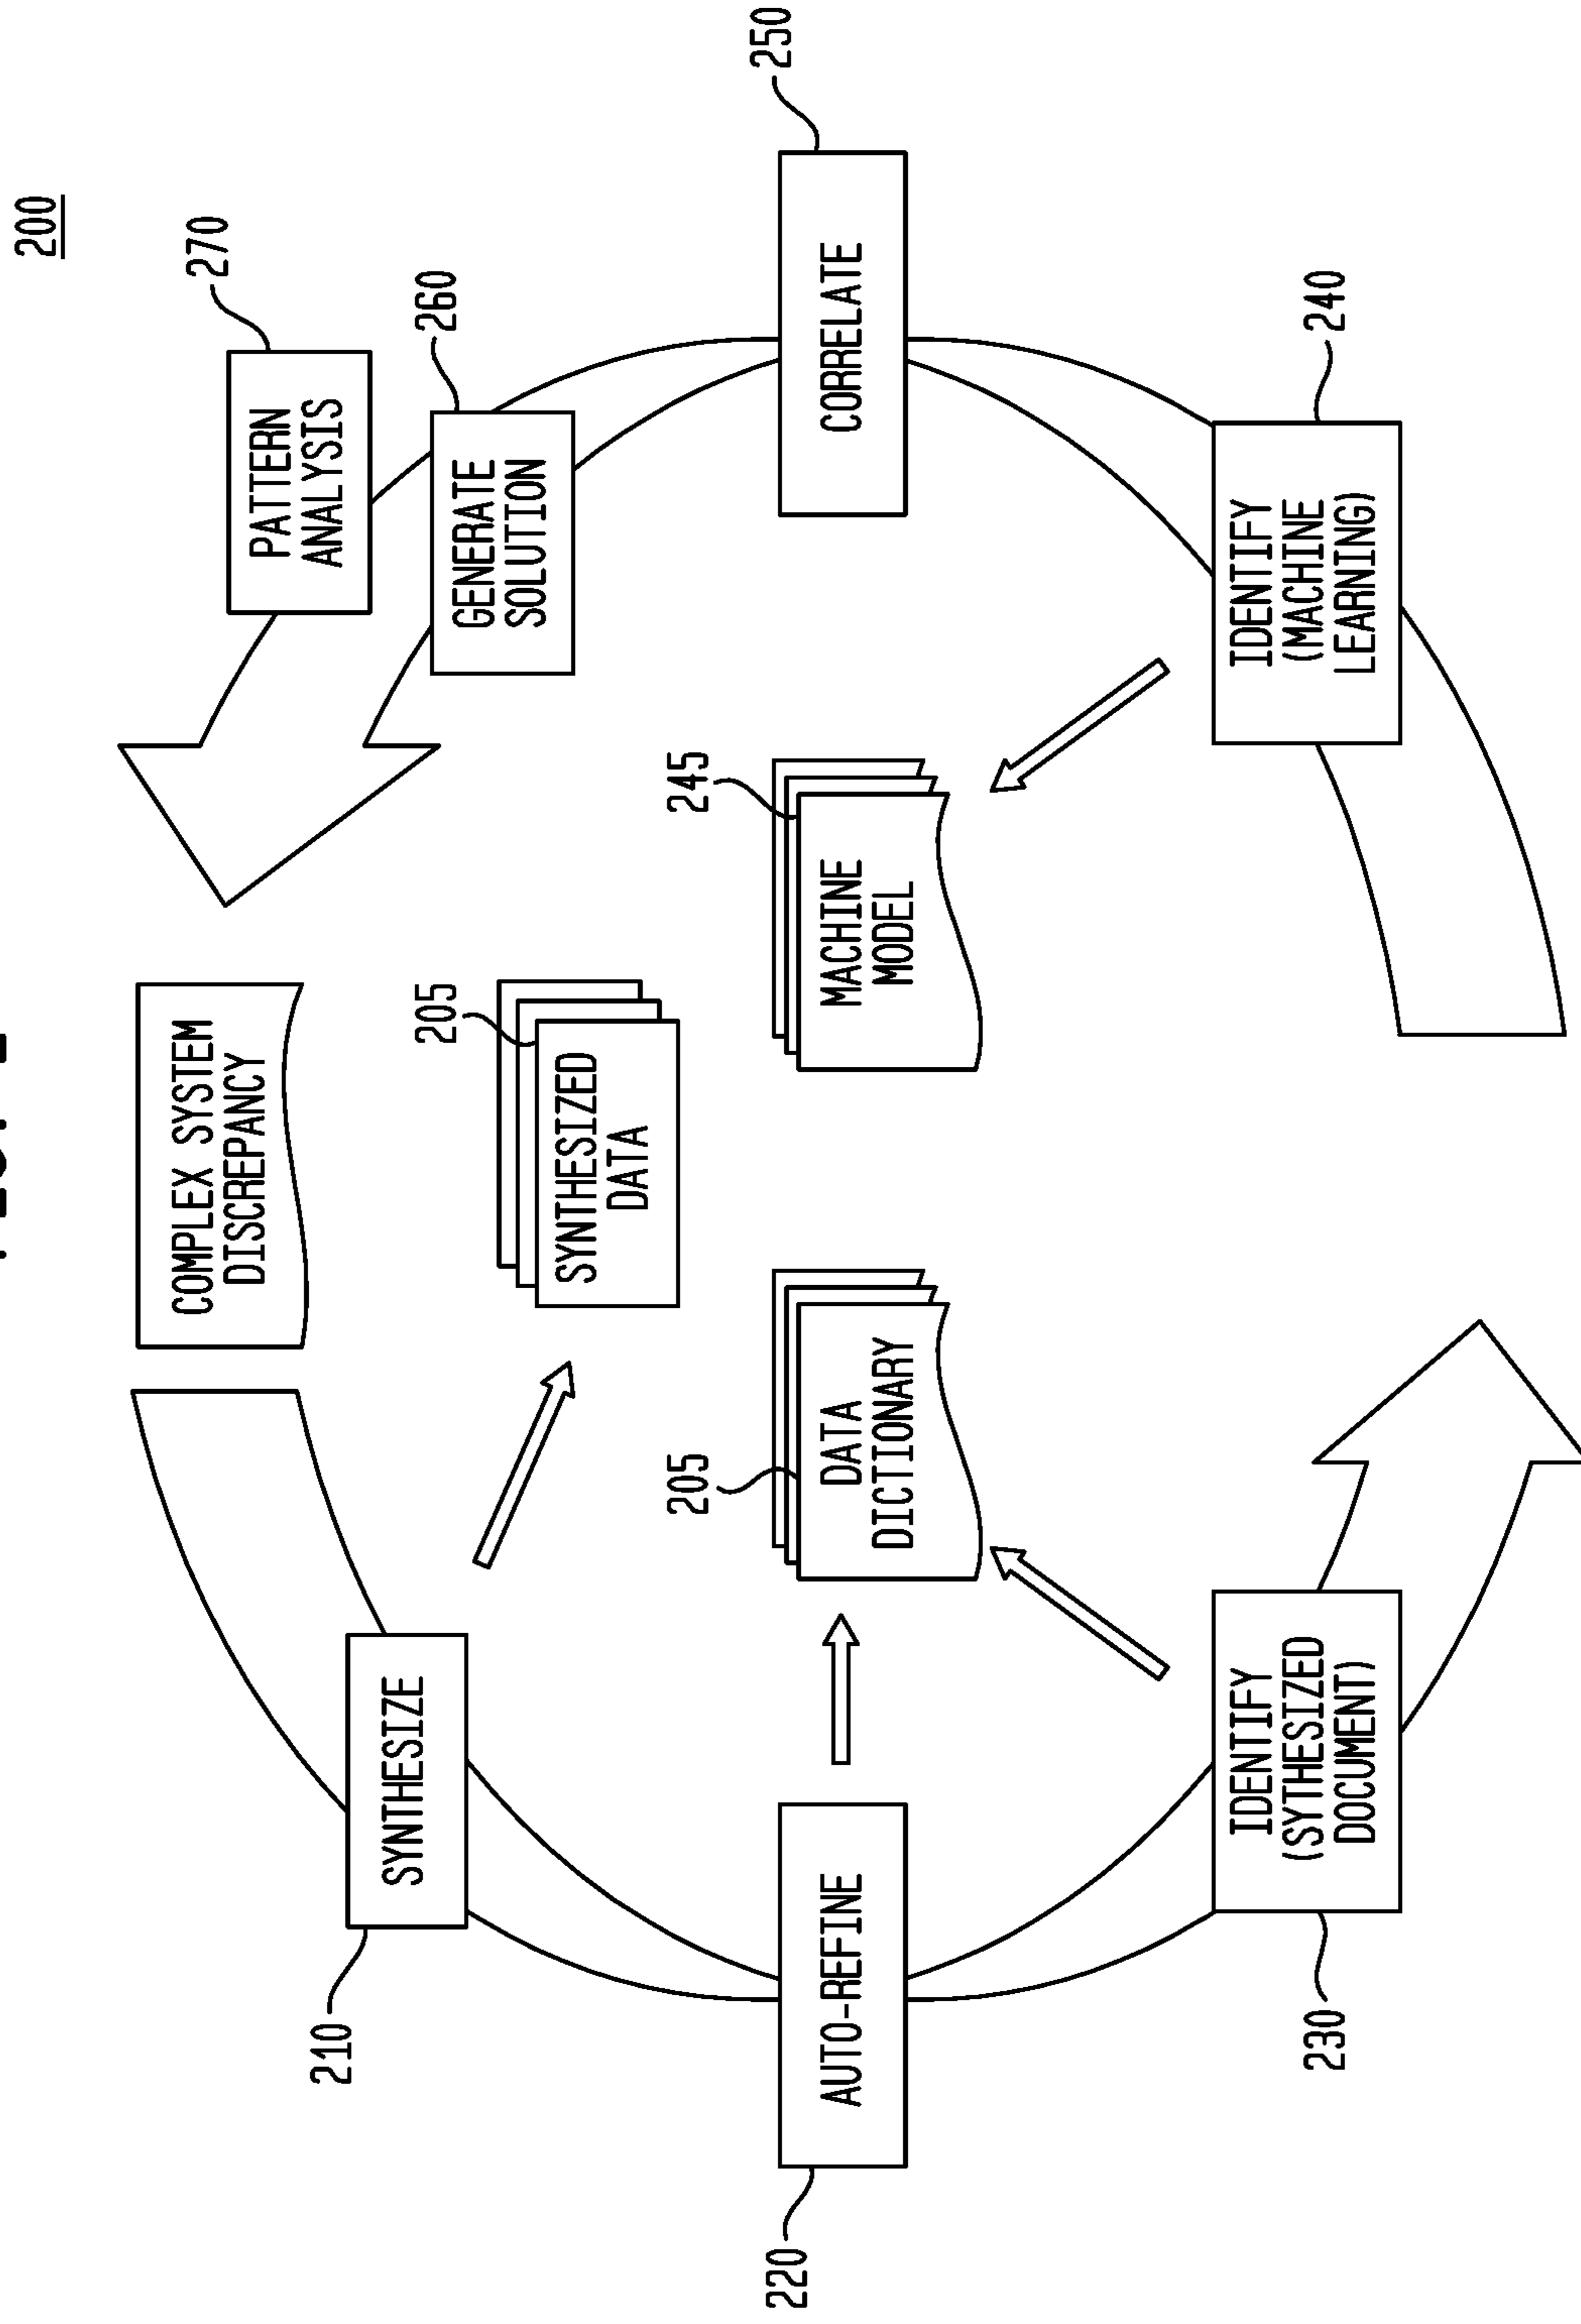 200
COMPLEX SYSTEM
DISCREPANCY
270
PATTERN
ANALYSIS
210
SYNTHESIZE
260
GENERATE
SOLUTION
205
SYNTHESIZED
DATA
220
AUTO-REFINE
205
DATA
DICTIONARY
245
MACHINE
MODEL
250
CORRELATE
230
IDENTIFY
(SYTHESIZED
DOCUMENT)
240
IDENTIFY
(MACHINE
LEARNING)